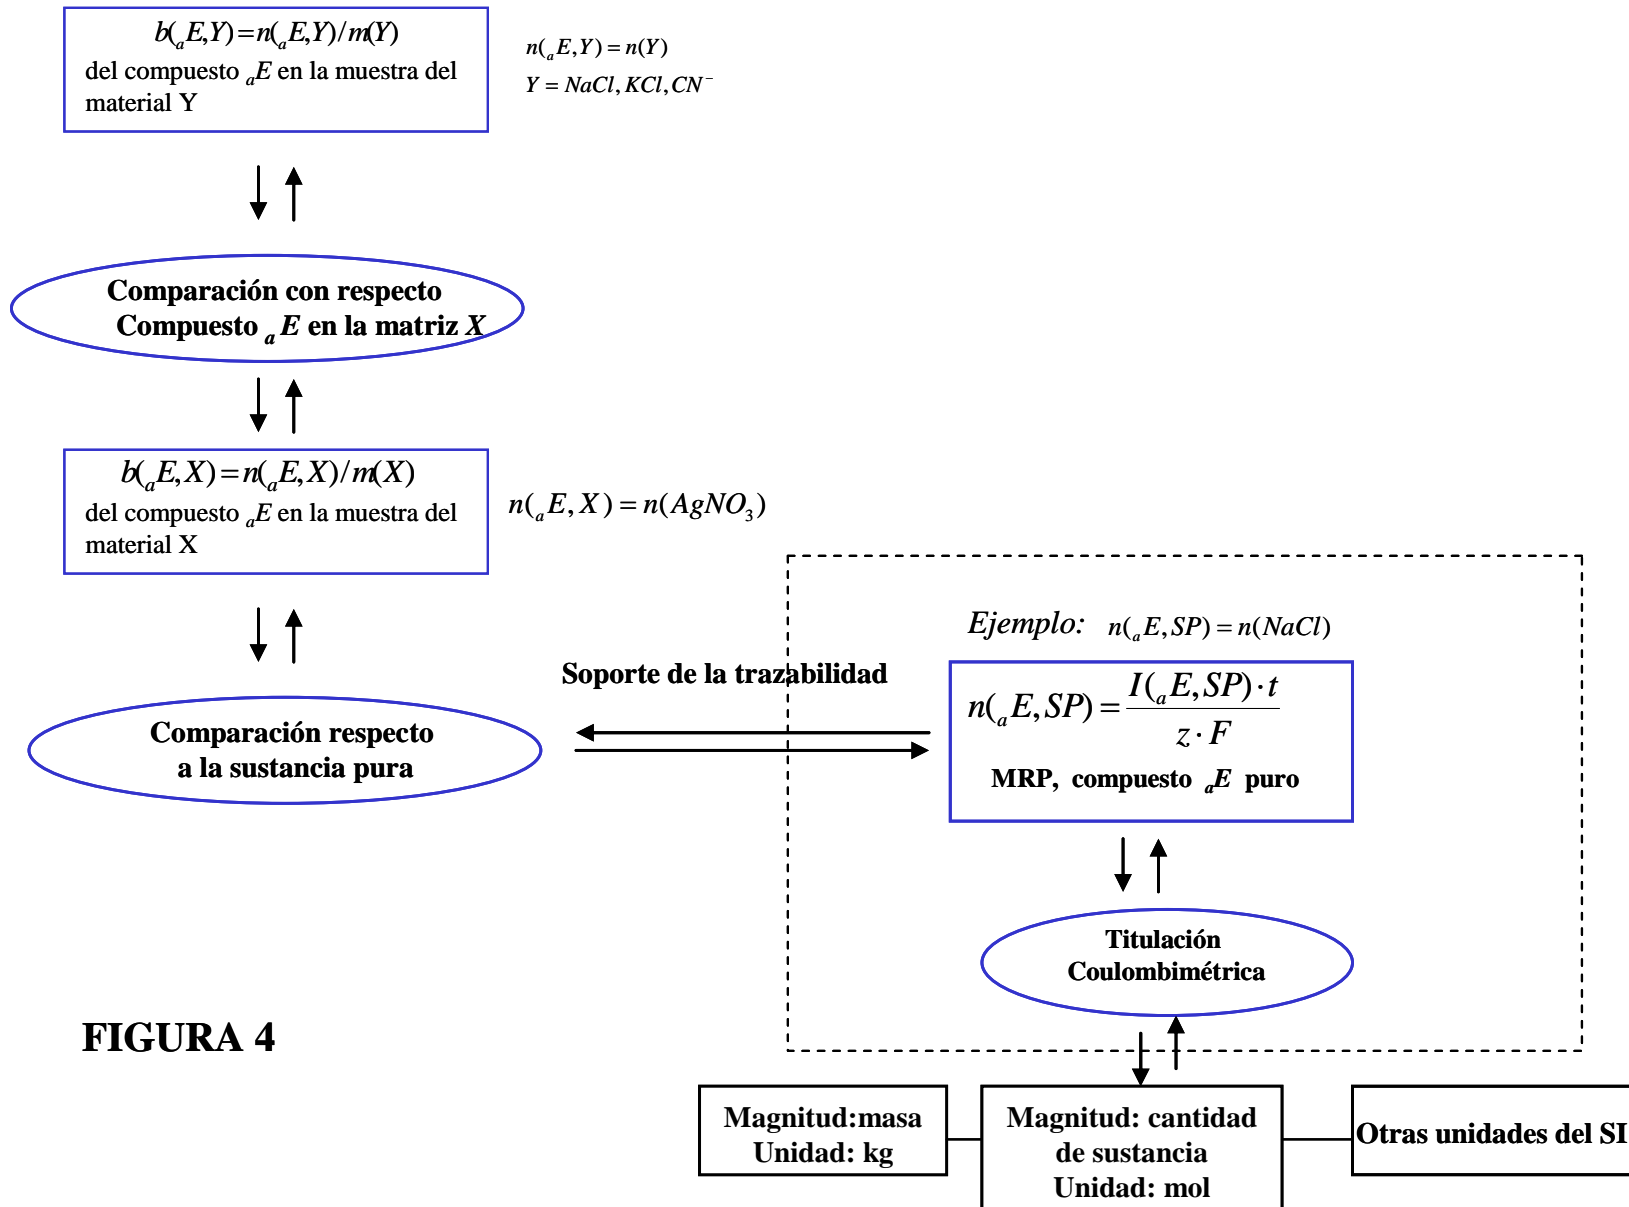 b(ₐE,Y)=n(ₐE,Y)/m(Y)
del compuesto ₐE en la muestra del
material Y
n(ₐE,Y)=n(Y)
Y = NaCl, KCl, CN⁻
Comparación con respecto
Compuesto ₐE en la matriz X
b(ₐE,X)=n(ₐE,X)/m(X)
del compuesto ₐE en la muestra del
material X
n(ₐE,X)=n(AgNO₃)
Comparación respecto
a la sustancia pura
Soporte de la trazabilidad
Ejemplo: n(ₐE,SP)=n(NaCl)
n(ₐE,SP)=I(ₐE,SP)·t / z·F
MRP, compuesto ₐE puro
Titulación
Coulombimétrica
FIGURA 4
Magnitud:masa
Unidad: kg
Magnitud: cantidad
de sustancia
Unidad: mol
Otras unidades del SI